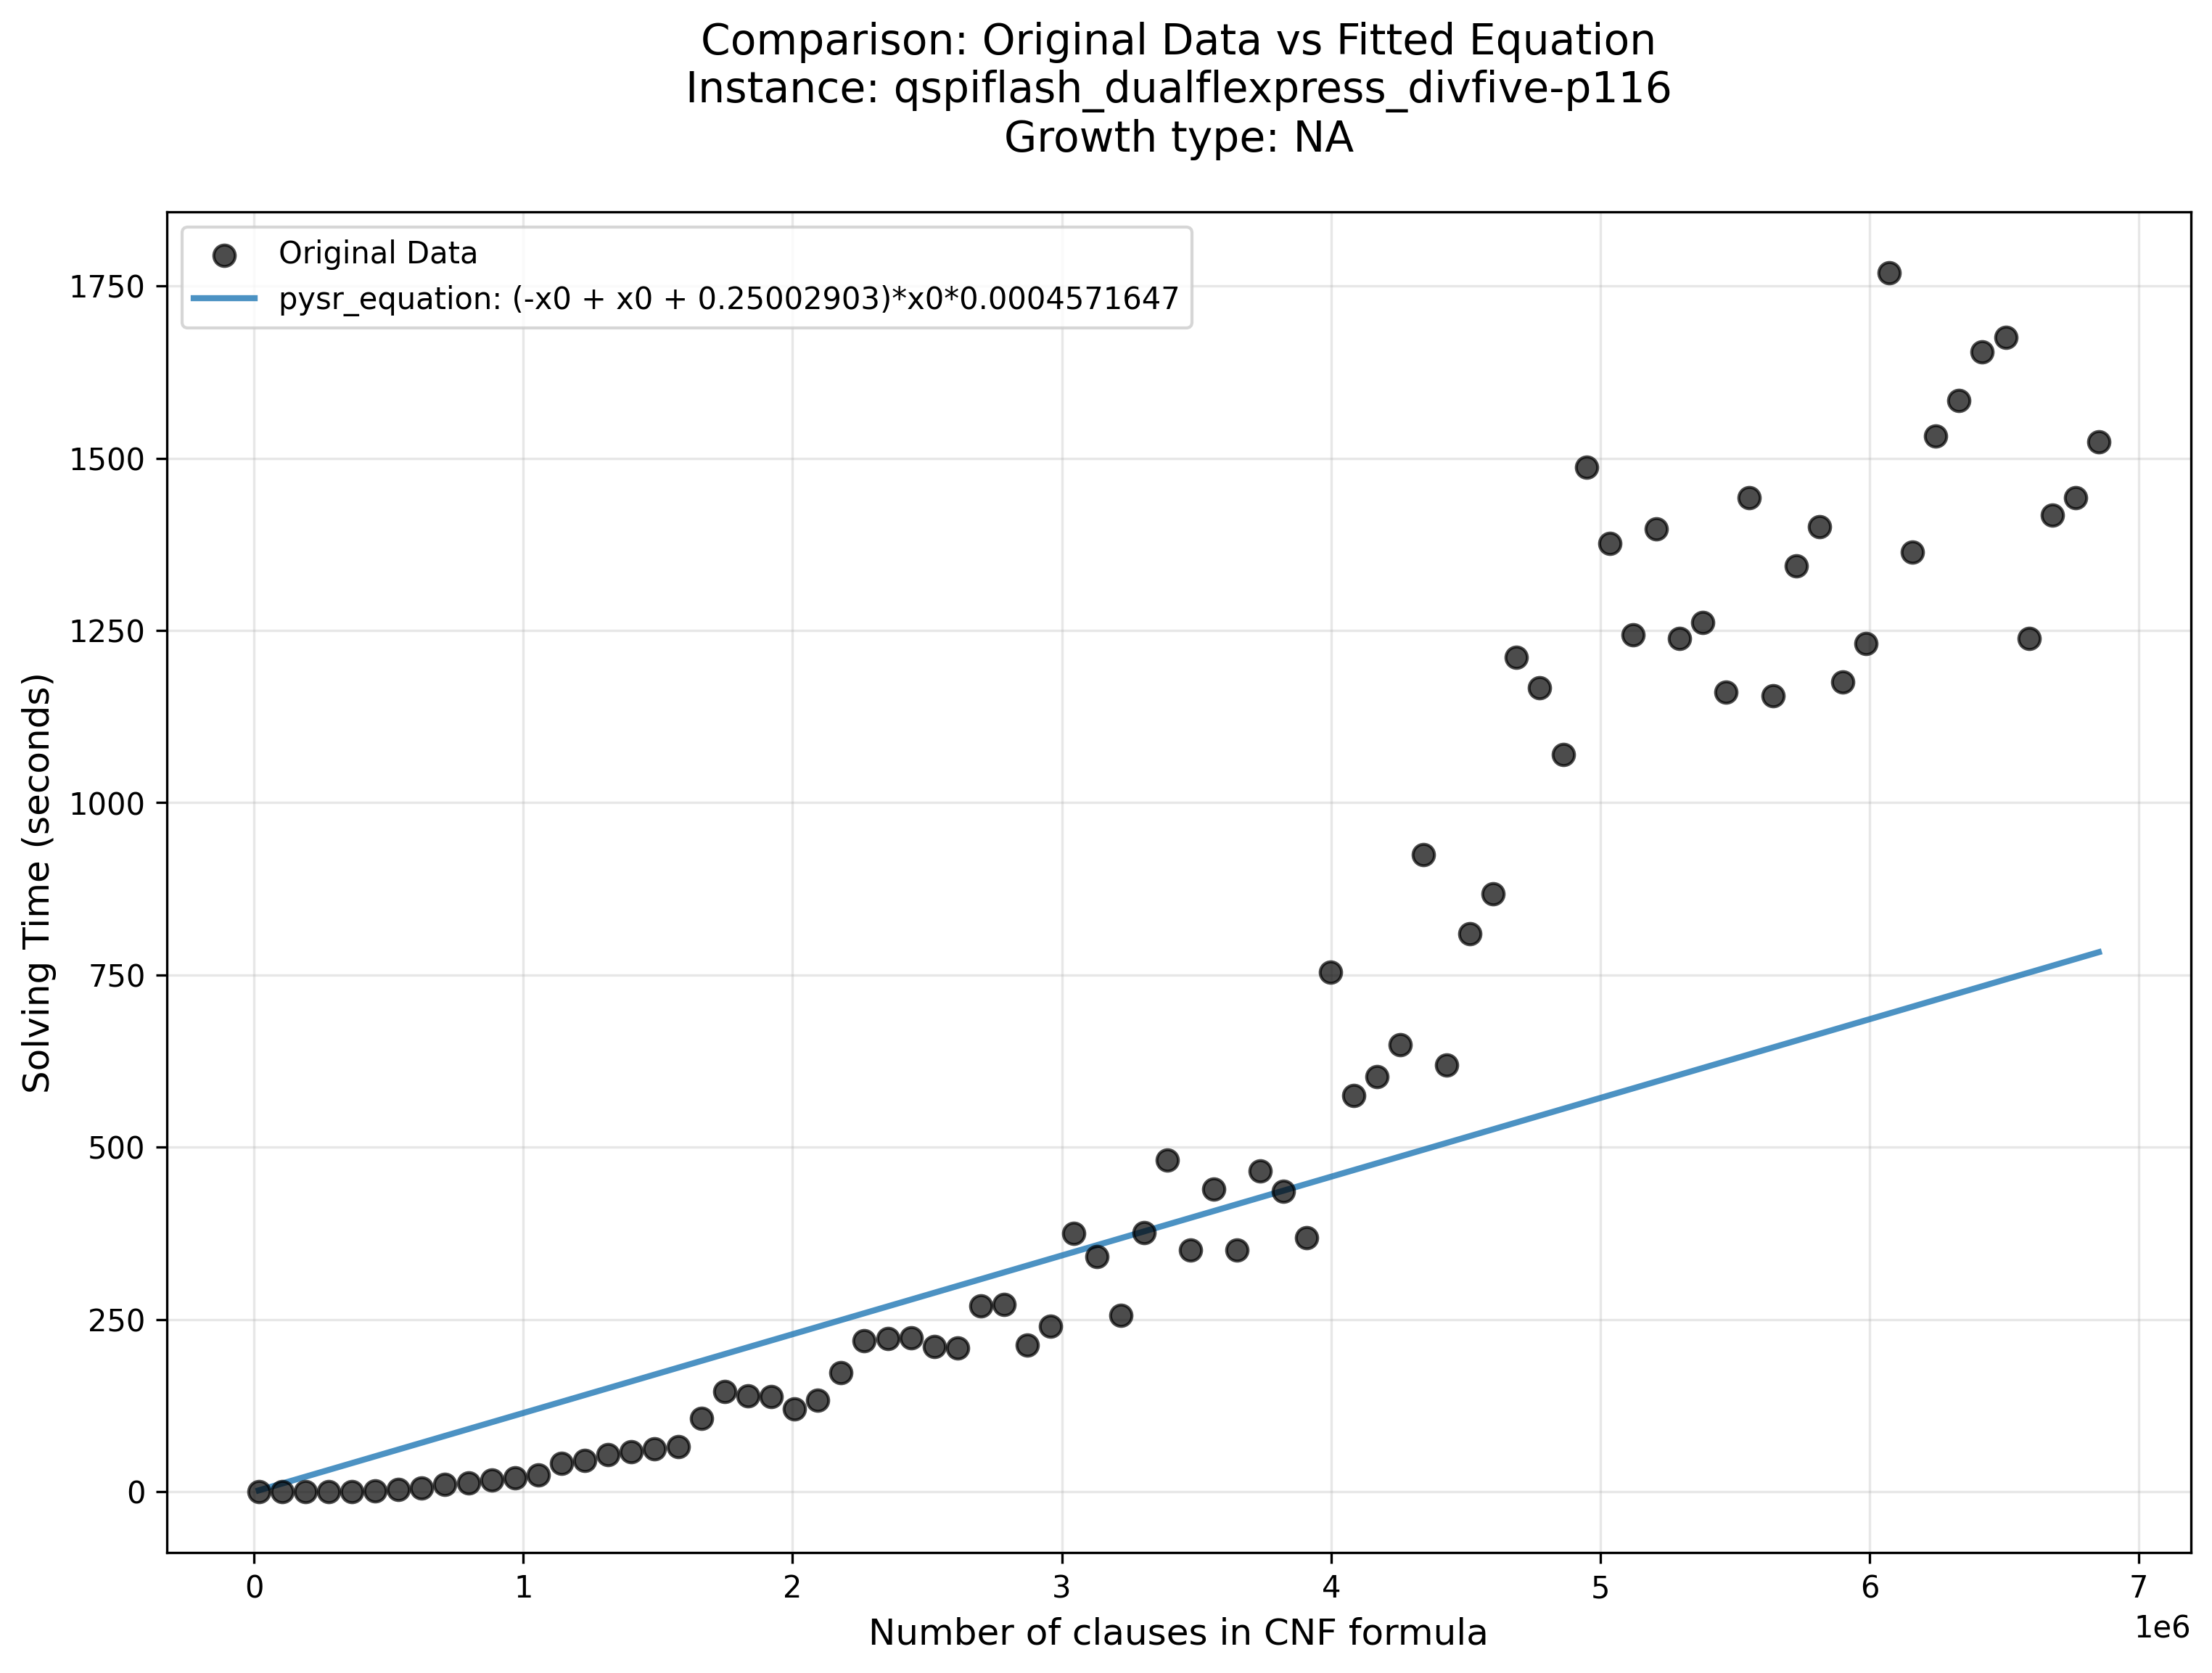 Comparison: Original Data vs Fitted Equation
Instance: qspiflash_dualflexpress_divfive-p116
Growth type: NA
Original Data
pysr_equation: (-x0 + x0 + 0.25002903)*x0*0.0004571647
1750
1500
1250
1000
750
500
250
0
Solving Time (seconds)
0 1 2 3 4 5 6 7
1e6
Number of clauses in CNF formula